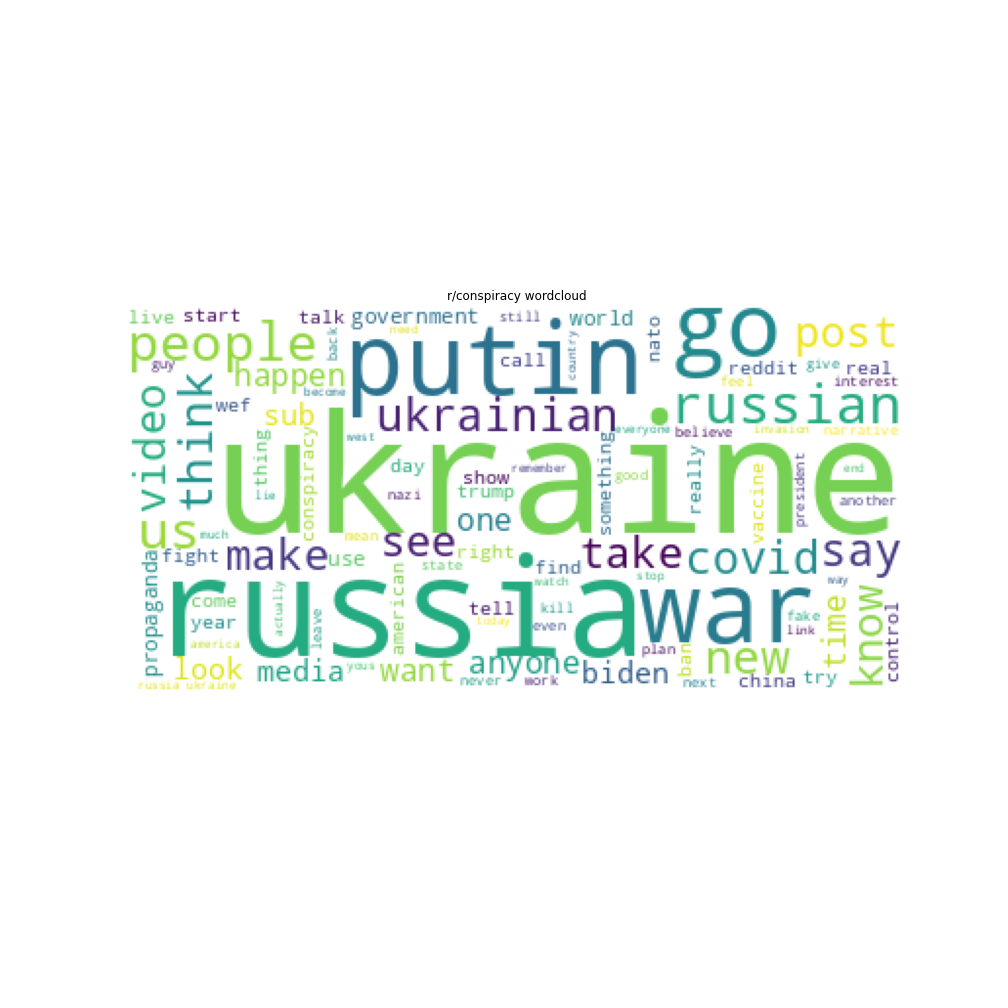 r/conspiracy wordcloud
live start talk government still world go post
people guy back need putin call country nato reddit give real
happen become feel interest
video think wef sub ukrainian russian
ukraine west everyone believe invasion narrative
thing conspiracy day show remember something good really vaccine president end
lie nazi trump another
us much mean one
propaganda fight make use see right find take covid say
state watch stop way
russia war
come year actually leave american tell today kill even fake link time know control
america plan
look media yous want anyone biden ban new
russia ukraine never work next china try